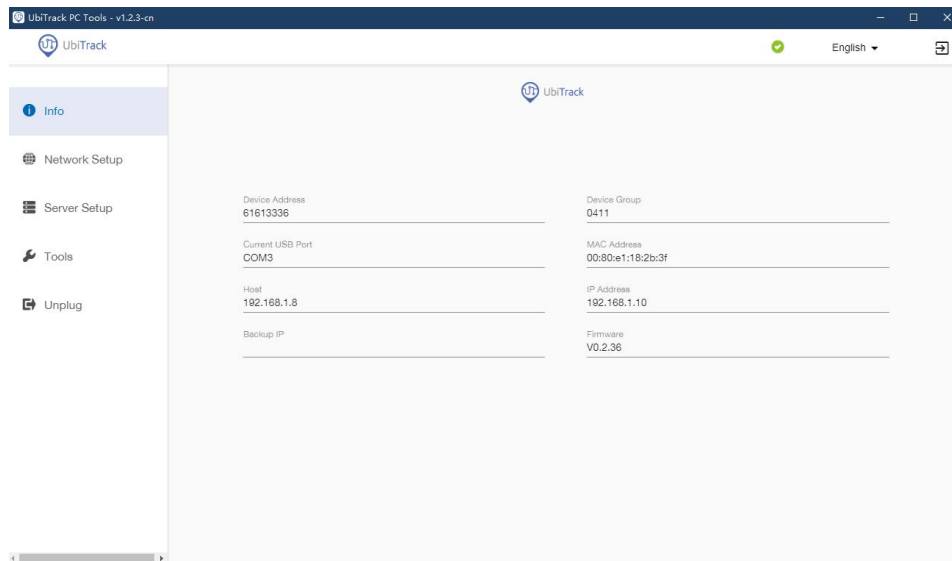 UbiTrack PC Tools - v1.2.3-cn
UbiTrack
English
UbiTrack
Info
Network Setup
Server Setup
Tools
Unplug
Device Address
61613336
Device Group
0411
Current USB Port
COM3
MAC Address
00:80:e1:18:2b:3f
Host
192.168.1.8
IP Address
192.168.1.10
Backup IP
Firmware
V0.2.36